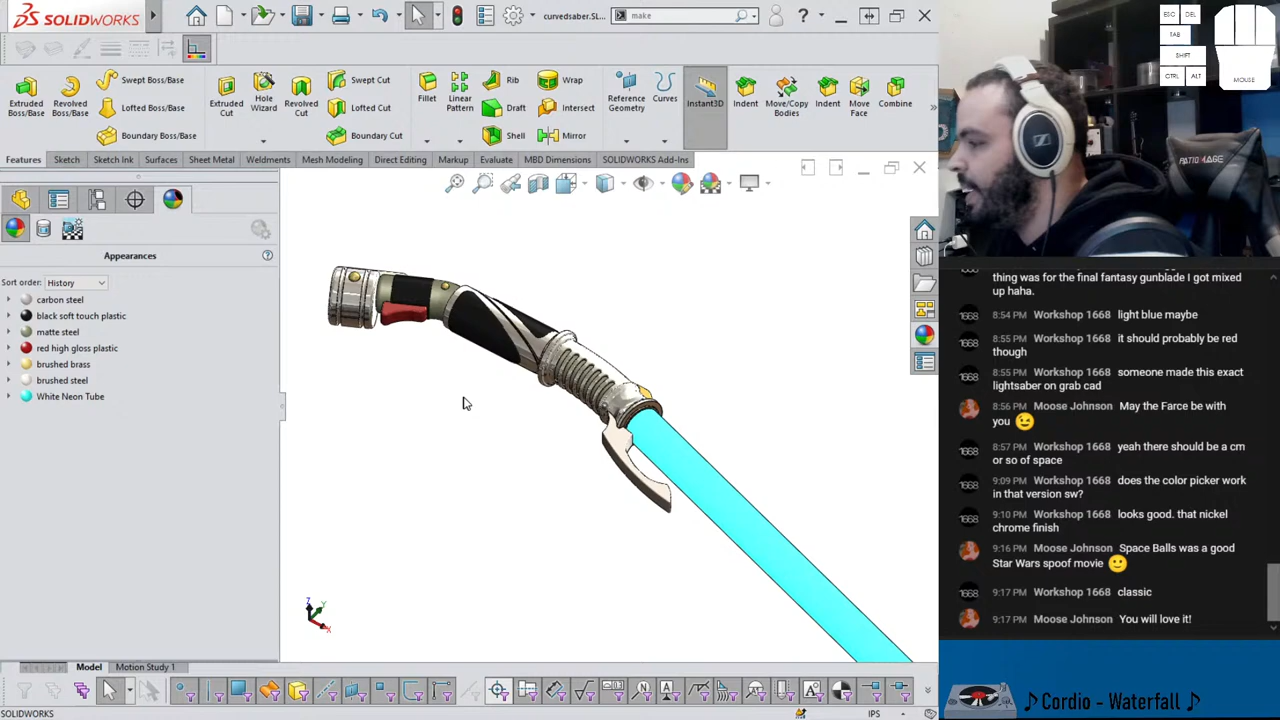 SOLIDWORKS
curvedsaber.SL...
make
Extruded Boss/Base
Revolved Boss/Base
Swept Boss/Base
Lofted Boss/Base
Boundary Boss/Base
Extruded Cut
Hole Wizard
Revolved Cut
Swept Cut
Lofted Cut
Boundary Cut
Fillet
Linear Pattern
Rib
Draft
Shell
Wrap
Intersect
Mirror
Reference Geometry
Curves
Instant3D
Indent
Move/Copy Bodies
Indent
Move Face
Combine
Features
Sketch
Sketch Ink
Surfaces
Sheet Metal
Weldments
Mesh Modeling
Direct Editing
Markup
Evaluate
MBD Dimensions
SOLIDWORKS Add-Ins
Appearances
Sort order: History
carbon steel
black soft touch plastic
matte steel
red high gloss plastic
brushed brass
brushed steel
White Neon Tube
Z
Y
X
Model
Motion Study 1
SOLIDWORKS
IPS
ESC DEL
TAB
SHIFT
CTRL ALT
MOUSE
thing was for the final fantasy gunblade I got mixed
up haha.
8:54 PM Workshop 1668 light blue maybe
8:55 PM Workshop 1668 it should probably be red
though
8:55 PM Workshop 1668 someone made this exact
lightsaber on grab cad
8:56 PM Moose Johnson May the Farce be with
you
8:57 PM Workshop 1668 yeah there should be a cm
or so of space
9:09 PM Workshop 1668 does the color picker work
in that version sw?
9:10 PM Workshop 1668 looks good. that nickel
chrome finish
9:16 PM Moose Johnson Space Balls was a good
Star Wars spoof movie
9:17 PM Workshop 1668 classic
9:17 PM Moose Johnson You will love it!
♪ Cordio - Waterfall ♪